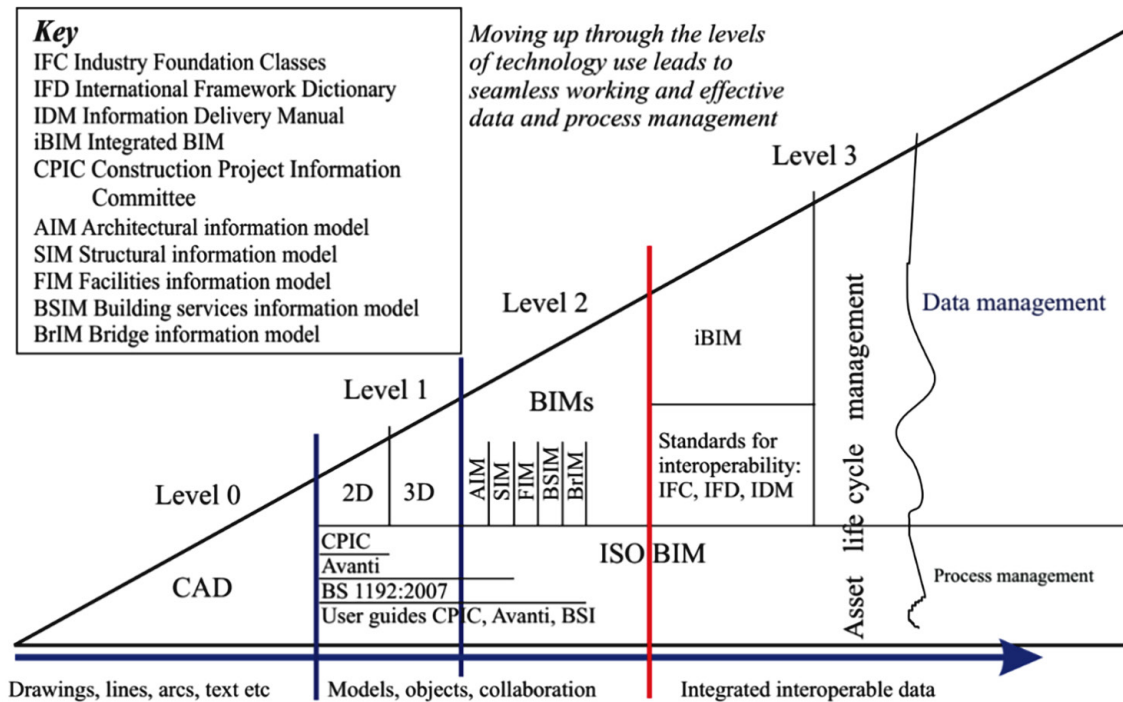 Key
IFC Industry Foundation Classes
IFD International Framework Dictionary
IDM Information Delivery Manual
iBIM Integrated BIM
CPIC Construction Project Information
Committee
AIM Architectural information model
SIM Structural information model
FIM Facilities information model
BSIM Building services information model
BrIM Bridge information model
Moving up through the levels
of technology use leads to
seamless working and effective
data and process management
Level 3
Level 2
Level 1
Level 0
Data management
iBIM
BIMs
Standards for
interoperability:
IFC, IFD, IDM
2D
3D
AIM
SIM
FIM
BSIM
BrIM
Asset life cycle management
CAD
CPIC
Avanti
BS 1192:2007
User guides CPIC, Avanti, BSI
ISO BIM
Process management
Drawings, lines, arcs, text etc
Models, objects, collaboration
Integrated interoperable data